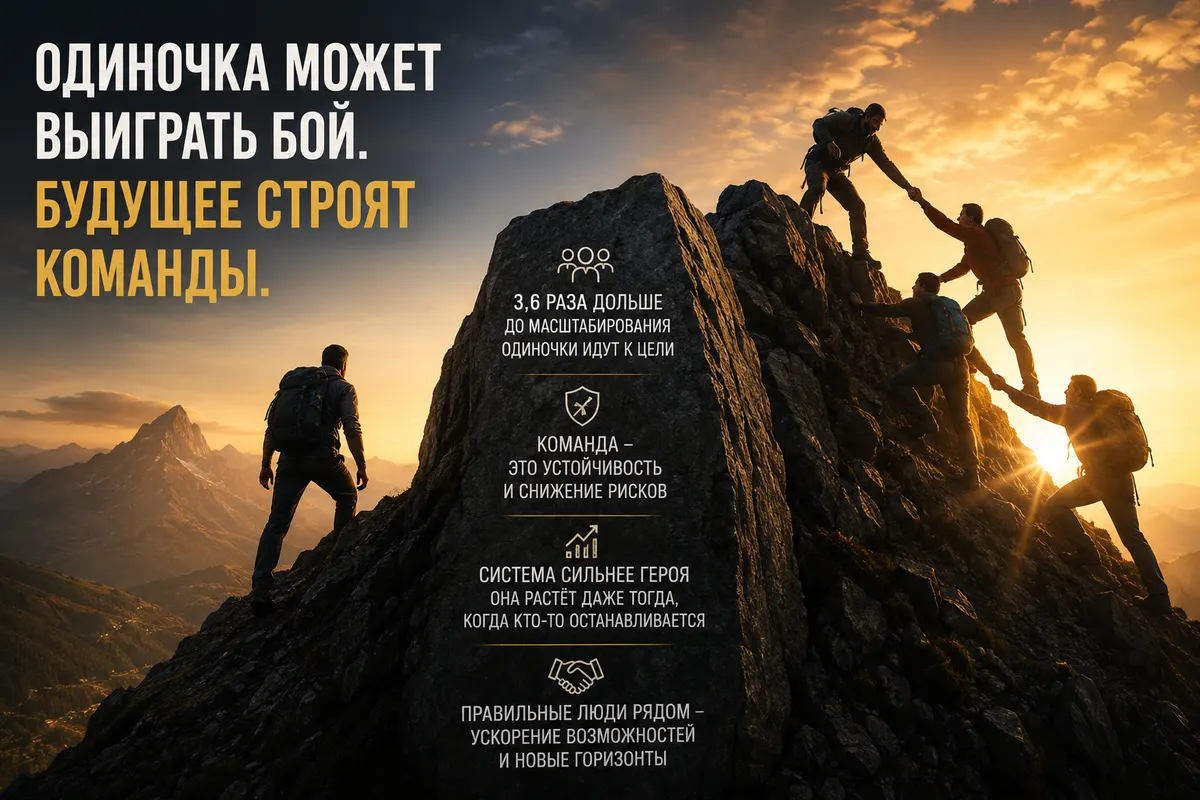 ОДИНОЧКА МОЖЕТ
ВЫИГРАТЬ БОЙ.
БУДУЩЕЕ СТРОЯТ
КОМАНДЫ.
3,6 РАЗА ДОЛЬШЕ
ДО МАСШТАБИРОВАНИЯ
ОДИНОЧКИ ИДУТ К ЦЕЛИ
КОМАНДА –
ЭТО УСТОЙЧИВОСТЬ
И СНИЖЕНИЕ РИСКОВ
СИСТЕМА СИЛЬНЕЕ ГЕРОЯ
ОНА РАСТЁТ ДАЖЕ ТОГДА,
КОГДА КТО-ТО ОСТАНАВЛИВАЕТСЯ
ПРАВИЛЬНЫЕ ЛЮДИ РЯДОМ –
УСКОРЕНИЕ ВОЗМОЖНОСТЕЙ
И НОВЫЕ ГОРИЗОНТЫ